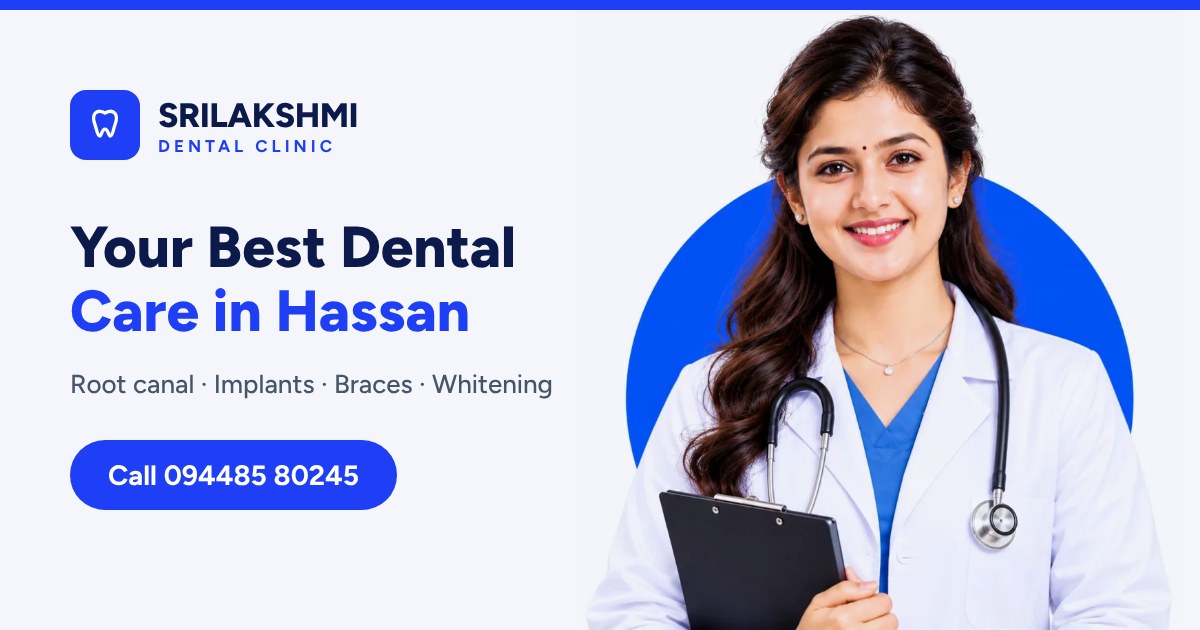 SRILAKSHMI
DENTAL CLINIC
Your Best Dental
Care in Hassan
Root canal · Implants · Braces · Whitening
Call 094485 80245